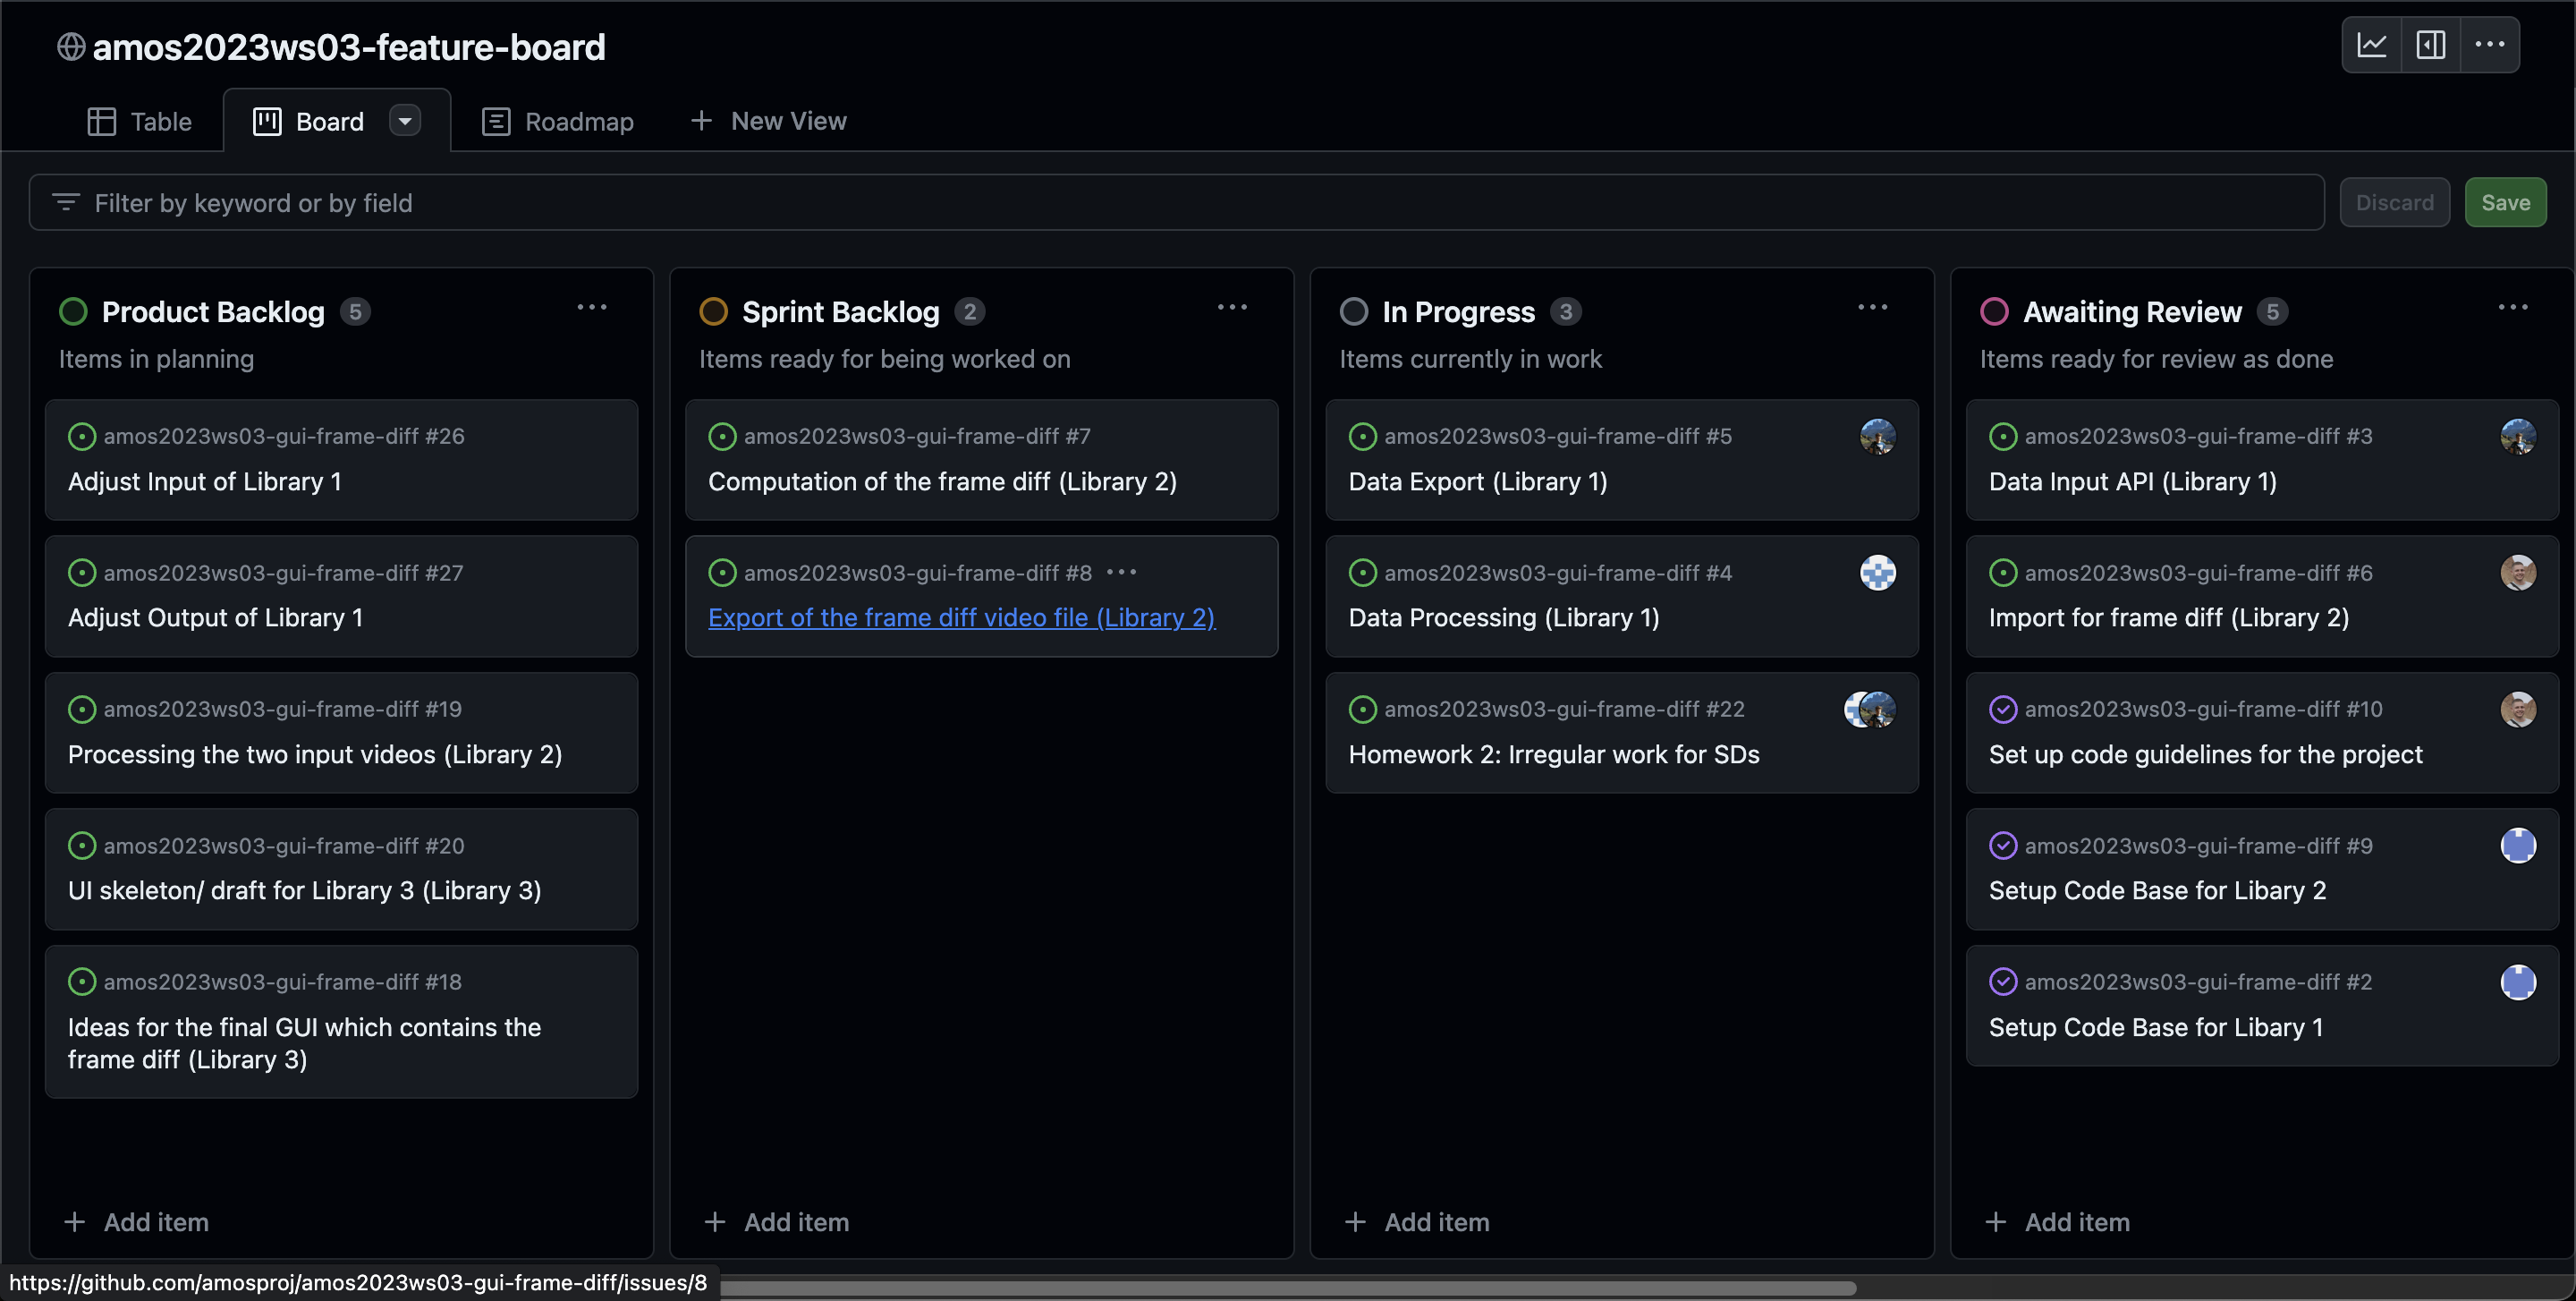 amos2023ws03-feature-board
Table
Board
Roadmap
New View
Filter by keyword or by field
Discard
Save
Product Backlog 5
Items in planning
amos2023ws03-gui-frame-diff #26
Adjust Input of Library 1
amos2023ws03-gui-frame-diff #27
Adjust Output of Library 1
amos2023ws03-gui-frame-diff #19
Processing the two input videos (Library 2)
amos2023ws03-gui-frame-diff #20
UI skeleton/ draft for Library 3 (Library 3)
amos2023ws03-gui-frame-diff #18
Ideas for the final GUI which contains the
frame diff (Library 3)
Add item
Sprint Backlog 2
Items ready for being worked on
amos2023ws03-gui-frame-diff #7
Computation of the frame diff (Library 2)
amos2023ws03-gui-frame-diff #8
Export of the frame diff video file (Library 2)
Add item
In Progress 3
Items currently in work
amos2023ws03-gui-frame-diff #5
Data Export (Library 1)
amos2023ws03-gui-frame-diff #4
Data Processing (Library 1)
amos2023ws03-gui-frame-diff #22
Homework 2: Irregular work for SDs
Add item
Awaiting Review 5
Items ready for review as done
amos2023ws03-gui-frame-diff #3
Data Input API (Library 1)
amos2023ws03-gui-frame-diff #6
Import for frame diff (Library 2)
amos2023ws03-gui-frame-diff #10
Set up code guidelines for the project
amos2023ws03-gui-frame-diff #9
Setup Code Base for Libary 2
amos2023ws03-gui-frame-diff #2
Setup Code Base for Libary 1
Add item
https://github.com/amosproj/amos2023ws03-gui-frame-diff/issues/8